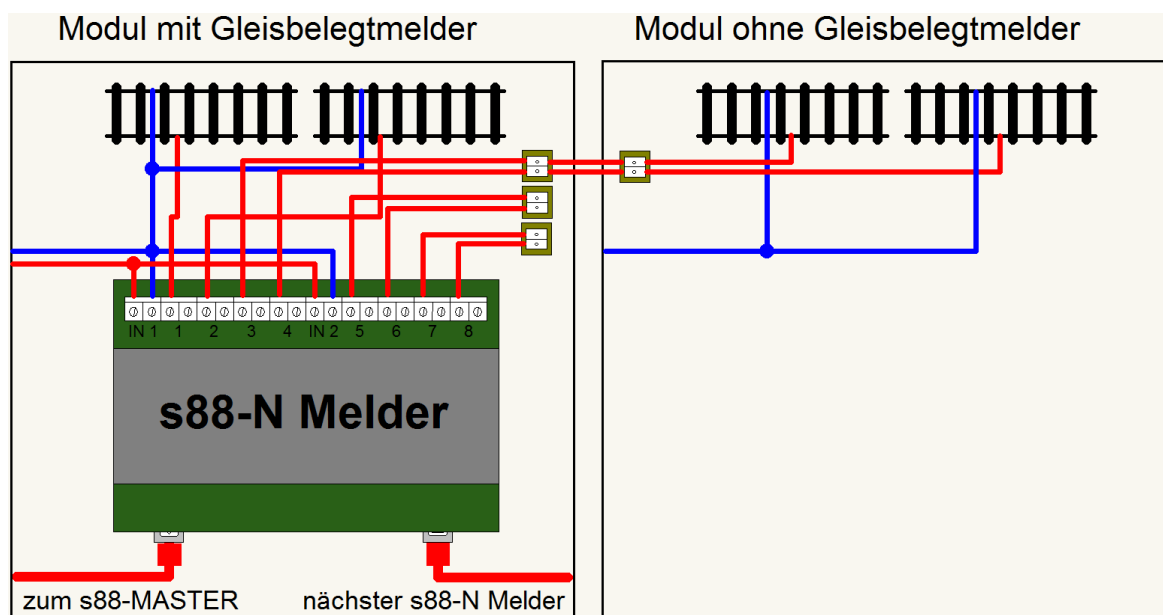 Modul mit Gleisbelegtmelder
Modul ohne Gleisbelegtmelder
IN 1 1 2 3 4 IN 2 5 6 7 8
s88-N Melder
zum s88-MASTER
nächster s88-N Melder